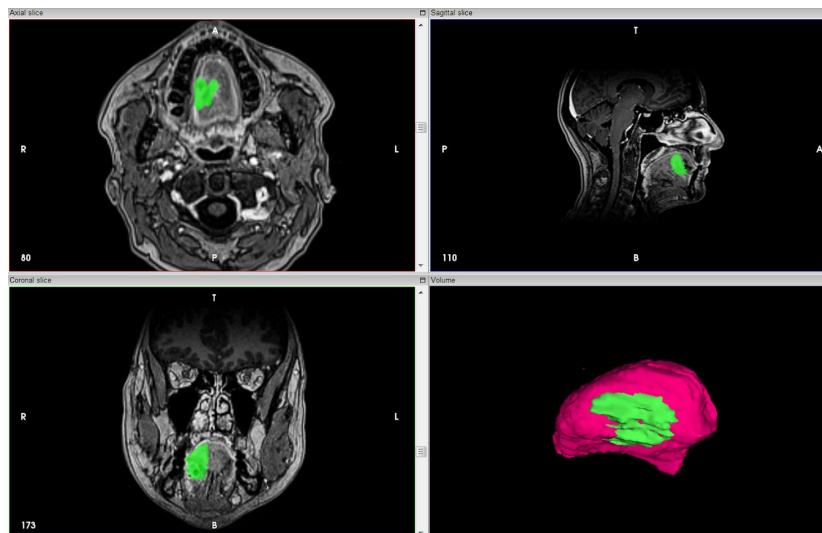 Axial slice
A
R
L
80
P
Sagittal slice
T
P
A
110
B
Coronal slice
T
R
L
173
B
Volume